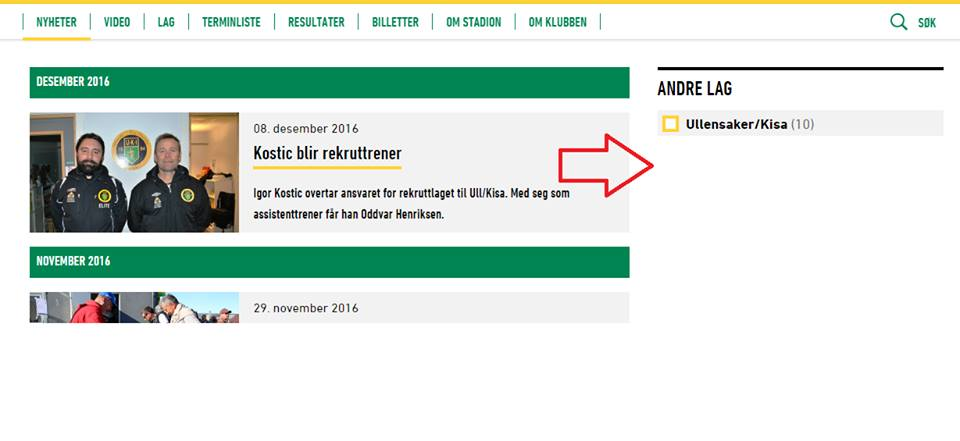 NYHETER VIDEO LAG TERMINLISTE RESULTATER BILLETTER OM STADION OM KLUBBEN SØK
DESEMBER 2016
08. desember 2016
Kostic blir rekruttrener
Igor Kostic overtar ansvaret for rekruttlaget til Ull/Kisa. Med seg som
assistenttrener får han Oddvar Henriksen.
NOVEMBER 2016
29. november 2016
ANDRE LAG
Ullensaker/Kisa (10)